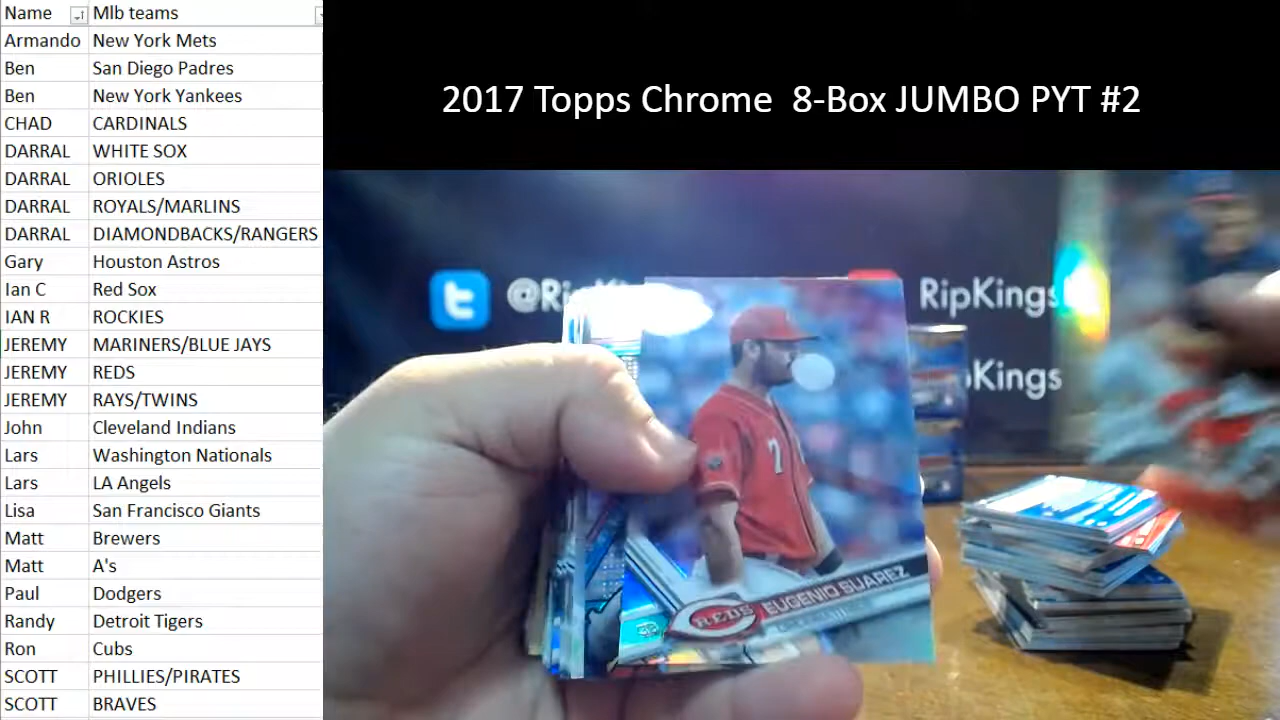 Name Mlb teams
Armando New York Mets
Ben San Diego Padres
Ben New York Yankees
CHAD CARDINALS
DARRAL WHITE SOX
DARRAL ORIOLES
DARRAL ROYALS/MARLINS
DARRAL DIAMONDBACKS/RANGERS
Gary Houston Astros
Ian C Red Sox
IAN R ROCKIES
JEREMY MARINERS/BLUE JAYS
JEREMY REDS
JEREMY RAYS/TWINS
John Cleveland Indians
Lars Washington Nationals
Lars LA Angels
Lisa San Francisco Giants
Matt Brewers
Matt A's
Paul Dodgers
Randy Detroit Tigers
Ron Cubs
SCOTT PHILLIES/PIRATES
SCOTT BRAVES
2017 Topps Chrome 8-Box JUMBO PYT #2
RipKings
7
REDS EUGENIO SUAREZ